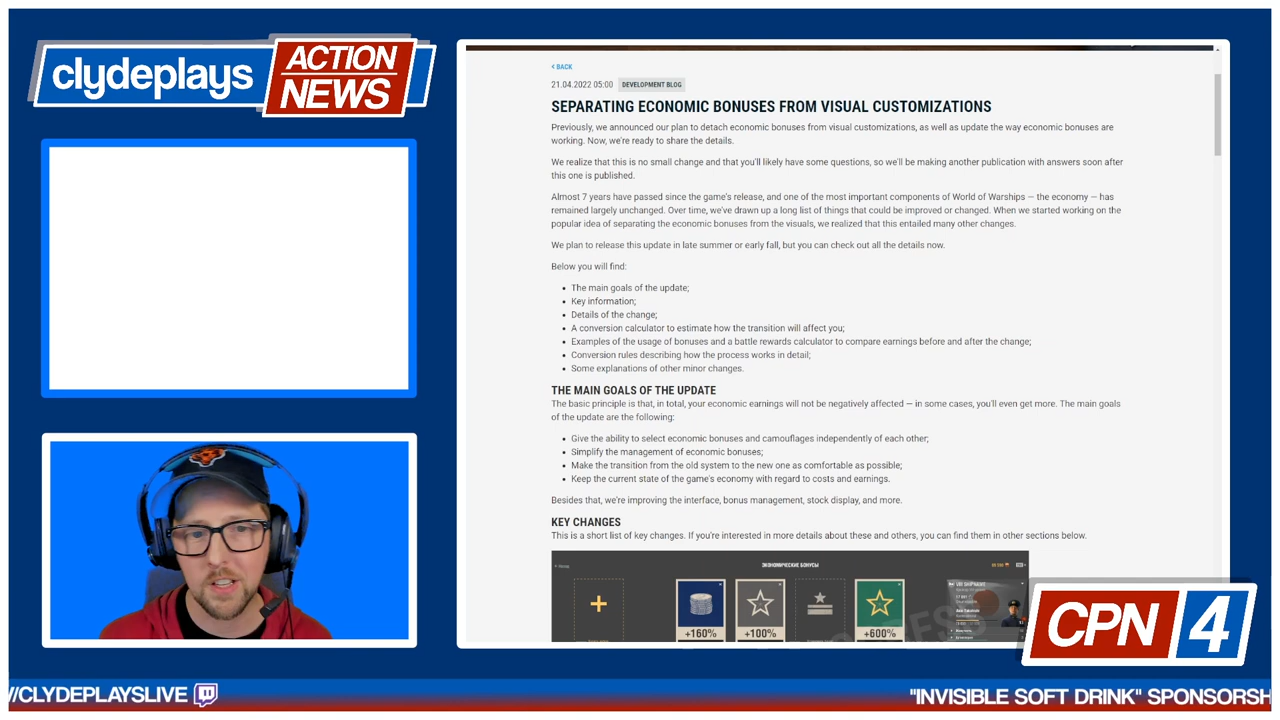 clydeplays
ACTION
NEWS
< BACK
21.04.2022 05:00 DEVELOPMENT BLOG
SEPARATING ECONOMIC BONUSES FROM VISUAL CUSTOMIZATIONS
Previously, we announced our plan to detach economic bonuses from visual customizations, as well as update the way economic bonuses are
working. Now, we're ready to share the details.
We realize that this is no small change and that you'll likely have some questions, so we'll be making another publication with answers soon after
this one is published.
Almost 7 years have passed since the game's release, and one of the most important components of World of Warships — the economy — has
remained largely unchanged. Over time, we've drawn up a long list of things that could be improved or changed. When we started working on the
popular idea of separating the economic bonuses from the visuals, we realized that this entailed many other changes.
We plan to release this update in late summer or early fall, but you can check out all the details now.
Below you will find:
• The main goals of the update;
• Key information;
• Details of the change;
• A conversion calculator to estimate how the transition will affect you;
• Examples of the usage of bonuses and a battle rewards calculator to compare earnings before and after the change;
• Conversion rules describing how the process works in detail;
• Some explanations of other minor changes.
THE MAIN GOALS OF THE UPDATE
The basic principle is that, in total, your economic earnings will not be negatively affected — in some cases, you'll even get more. The main goals
of the update are the following:
• Give the ability to select economic bonuses and camouflages independently of each other;
• Simplify the management of economic bonuses;
• Make the transition from the old system to the new one as comfortable as possible;
• Keep the current state of the game's economy with regard to costs and earnings.
Besides that, we're improving the interface, bonus management, stock display, and more.
KEY CHANGES
This is a short list of key changes. If you're interested in more details about these and others, you can find them in other sections below.
ЭКОНОМИЧЕСКИЕ БОНУСЫ
+160% +100% +600%
CPN 4
/CLYDEPLAYSLIVE
"INVISIBLE SOFT DRINK" SPONSORSH